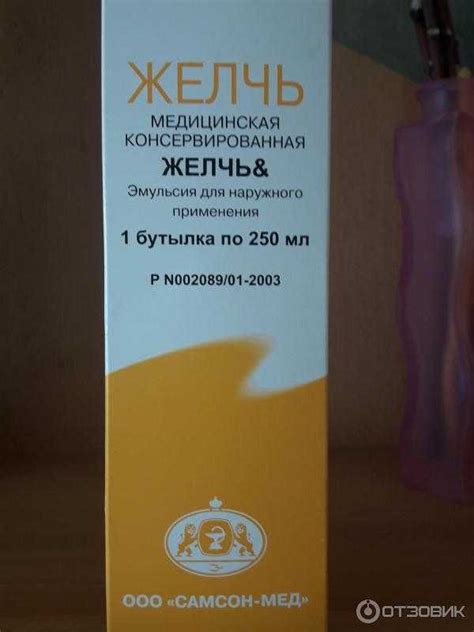 ЖЕЛЧЬ
МЕДИЦИНСКАЯ
КОНСЕРВИРОВАННАЯ
ЖЕЛЧЬ&
Эмульсия для наружного
применения
1 бутылка по 250 мл
Р N002089/01-2003
ООО «САМСОН-МЕД»
ОТЗОВИК